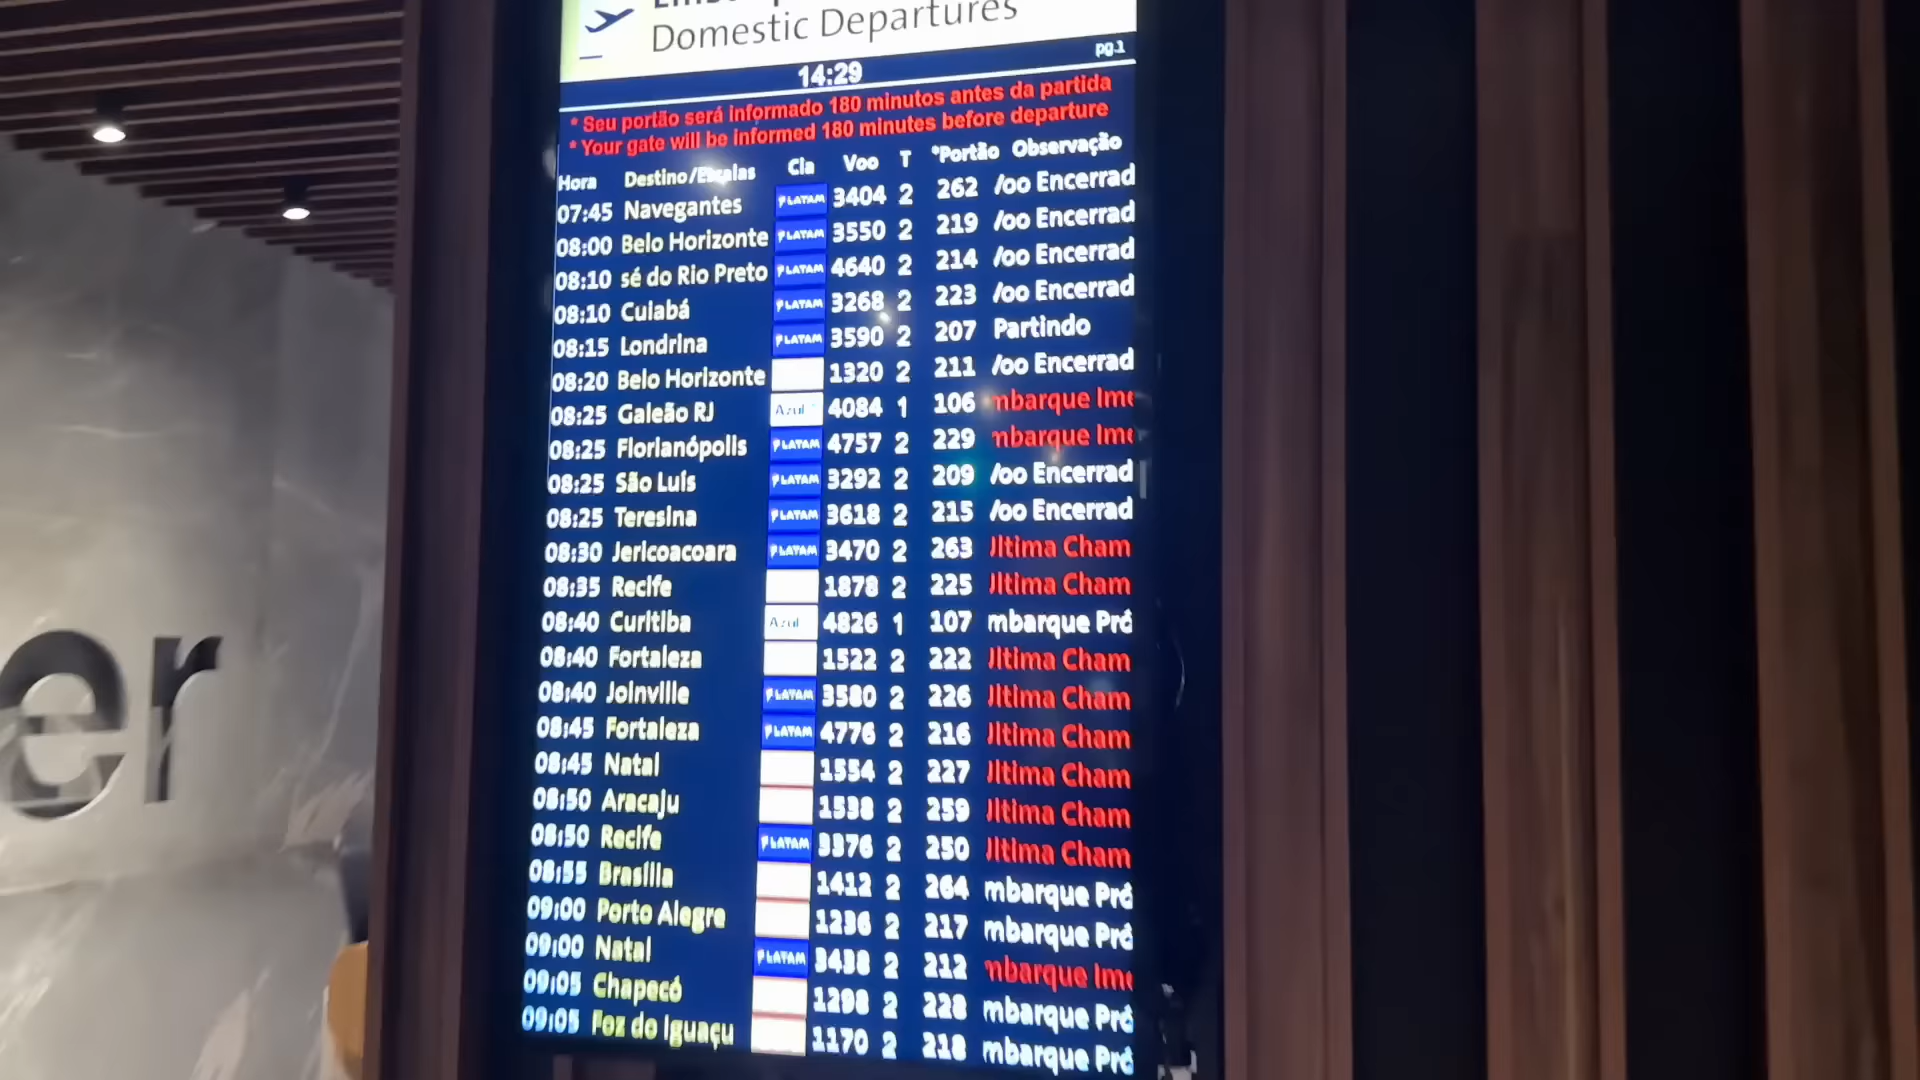 Domestic Departures
pg.1
14:29
* Seu portão será informado 180 minutos antes da partida
* Your gate will be informed 180 minutes before departure
Hora Destino/Escalas Cia Voo T *Portão Observação
07:45 Navegantes LATAM 3404 2 262 /oo Encerrad
08:00 Belo Horizonte LATAM 3550 2 219 /oo Encerrad
08:10 sé do Rio Preto LATAM 4640 2 214 /oo Encerrad
08:10 Cuiabá LATAM 3268 2 223 /oo Encerrad
08:15 Londrina LATAM 3590 2 207 Partindo
08:20 Belo Horizonte 1320 2 211 /oo Encerrad
08:25 Galeão RJ Azul 4084 1 106 mbarque Ime
08:25 Florianópolis LATAM 4757 2 229 mbarque Ime
08:25 São Luís LATAM 3292 2 209 /oo Encerrad
08:25 Teresina LATAM 3618 2 215 /oo Encerrad
08:30 Jericoacoara LATAM 3470 2 263 Jltima Cham
08:35 Recife 1878 2 225 Jltima Cham
08:40 Curitiba Azul 4826 1 107 mbarque Pró
08:40 Fortaleza 1522 2 222 Jltima Cham
08:40 Joinville LATAM 3580 2 226 Jltima Cham
08:45 Fortaleza LATAM 4776 2 216 Jltima Cham
08:45 Natal 1554 2 227 Jltima Cham
08:50 Aracaju 1538 2 259 Jltima Cham
08:50 Recife LATAM 3376 2 250 Jltima Cham
08:55 Brasília 1412 2 264 mbarque Pró
09:00 Porto Alegre 1236 2 217 mbarque Pró
09:00 Natal LATAM 3438 2 212 mbarque Ime
09:05 Chapecó 1298 2 228 mbarque Pró
09:05 Foz do Iguaçu 1170 2 218 mbarque Pró
er